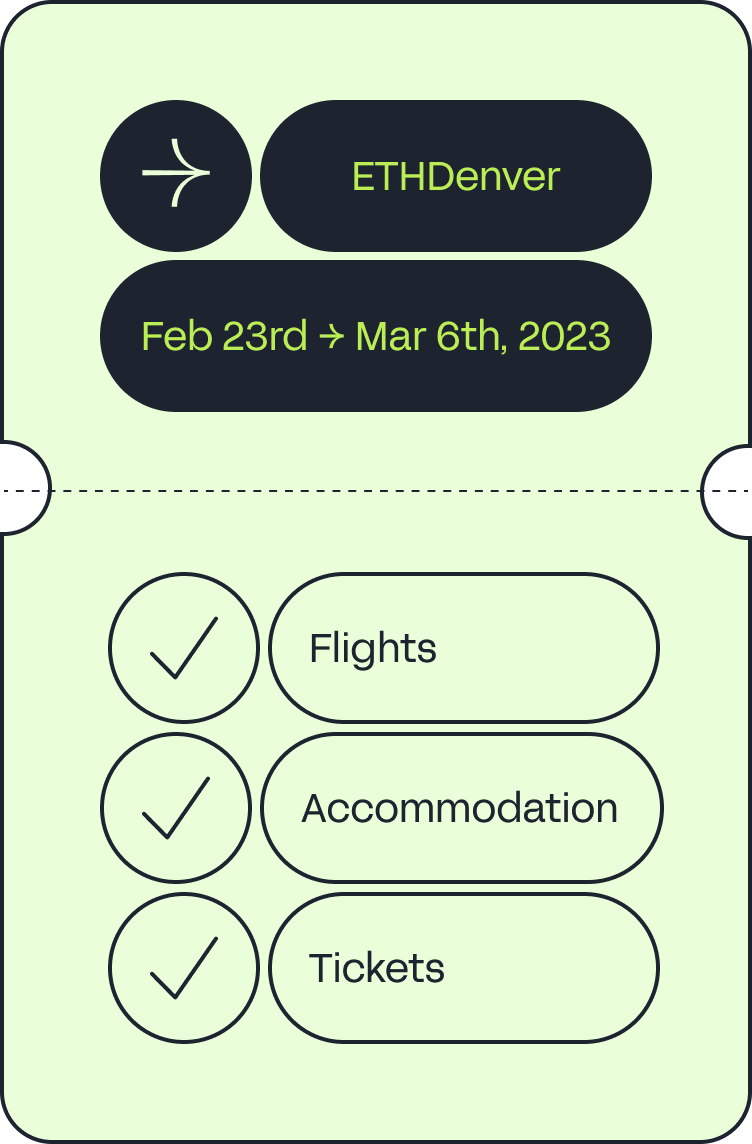 ETHDenver
Feb 23rd → Mar 6th, 2023
Flights
Accommodation
Tickets